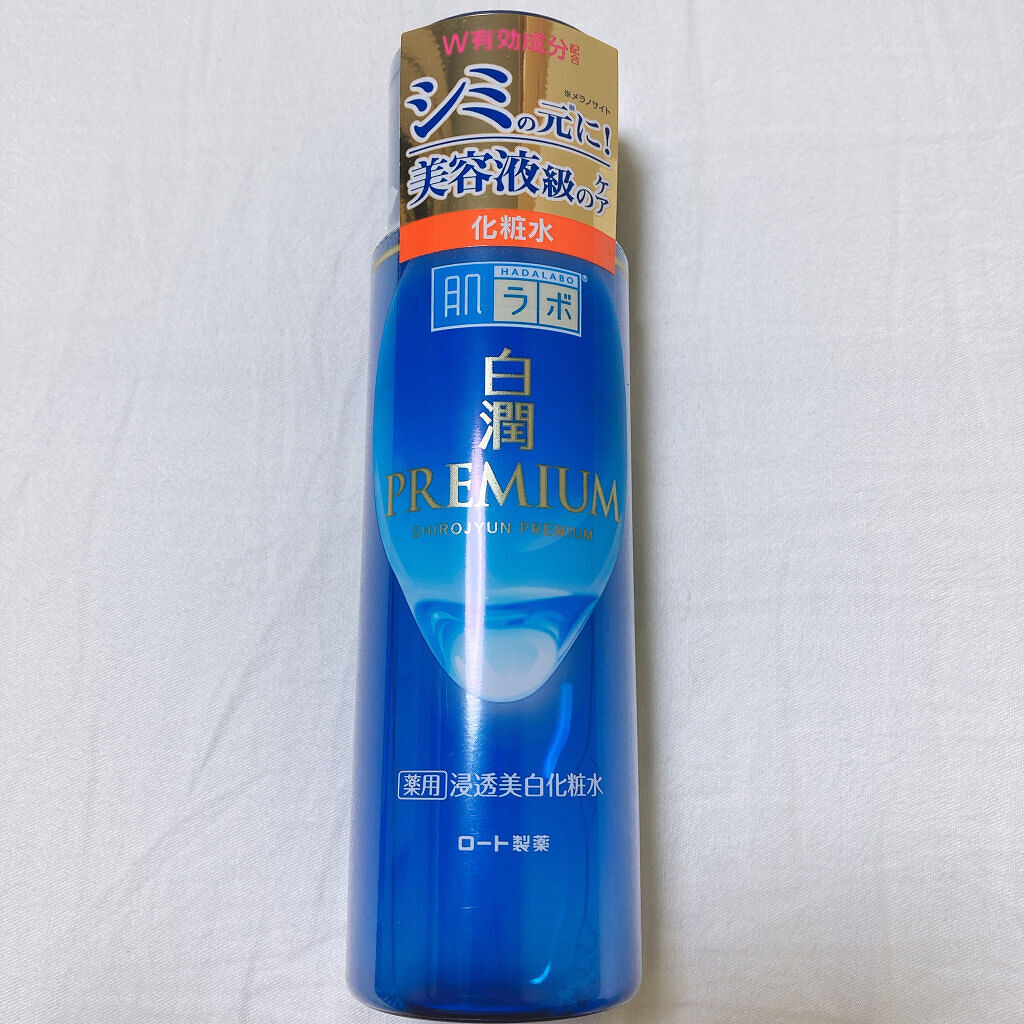 W有効成分配合
※メラノサイト
シミの元に!※
美容液級のケア
化粧水
HADALABO
肌ラボ®
白潤
PREMIUM
SHIROJYUN PREMIUM
薬用 浸透美白化粧水
ロート製薬